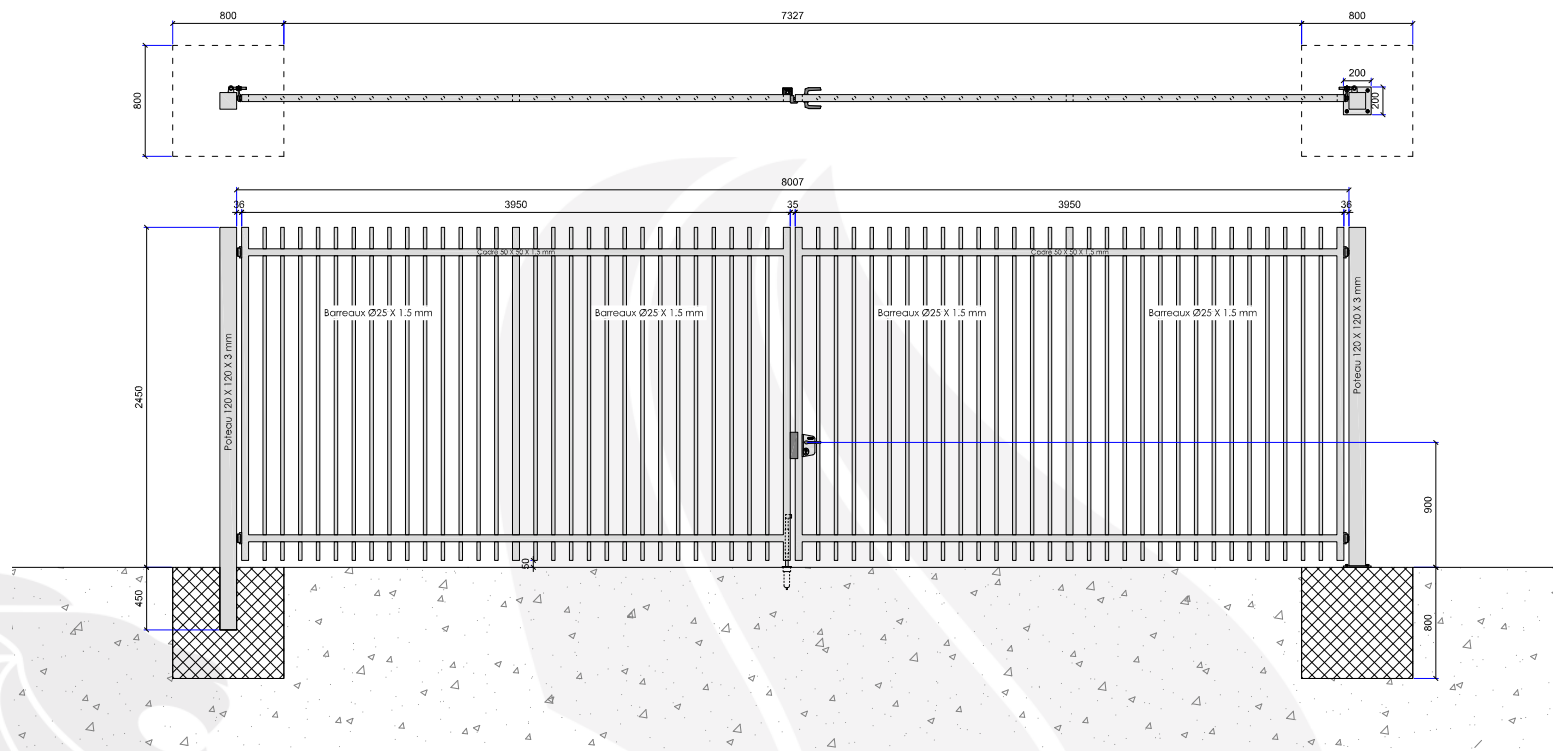 800
7327
800
800
200
200
8007
36
3950
35
3950
36
Cadre 50 X 50 X 1.5 mm
Cadre 50 X 50 X 1.5 mm
Barreaux Ø25 X 1.5 mm
Barreaux Ø25 X 1.5 mm
Barreaux Ø25 X 1.5 mm
Barreaux Ø25 X 1.5 mm
Poteau 120 X 120 X 3 mm
Poteau 120 X 120 X 3 mm
2450
900
50
450
800